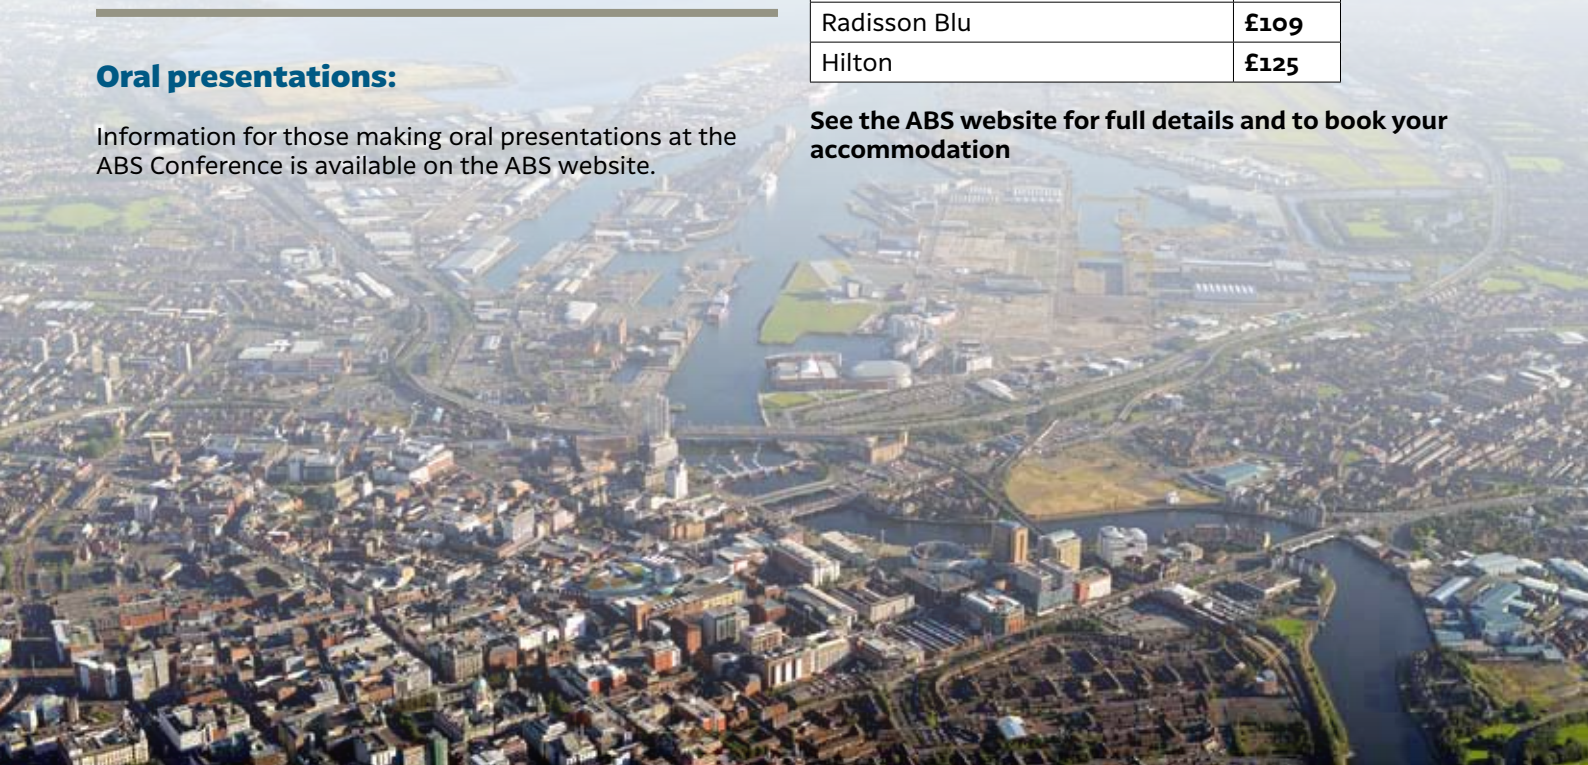 Oral presentations:
Information for those making oral presentations at the
ABS Conference is available on the ABS website.
Radisson Blu £109
Hilton £125
See the ABS website for full details and to book your
accommodation